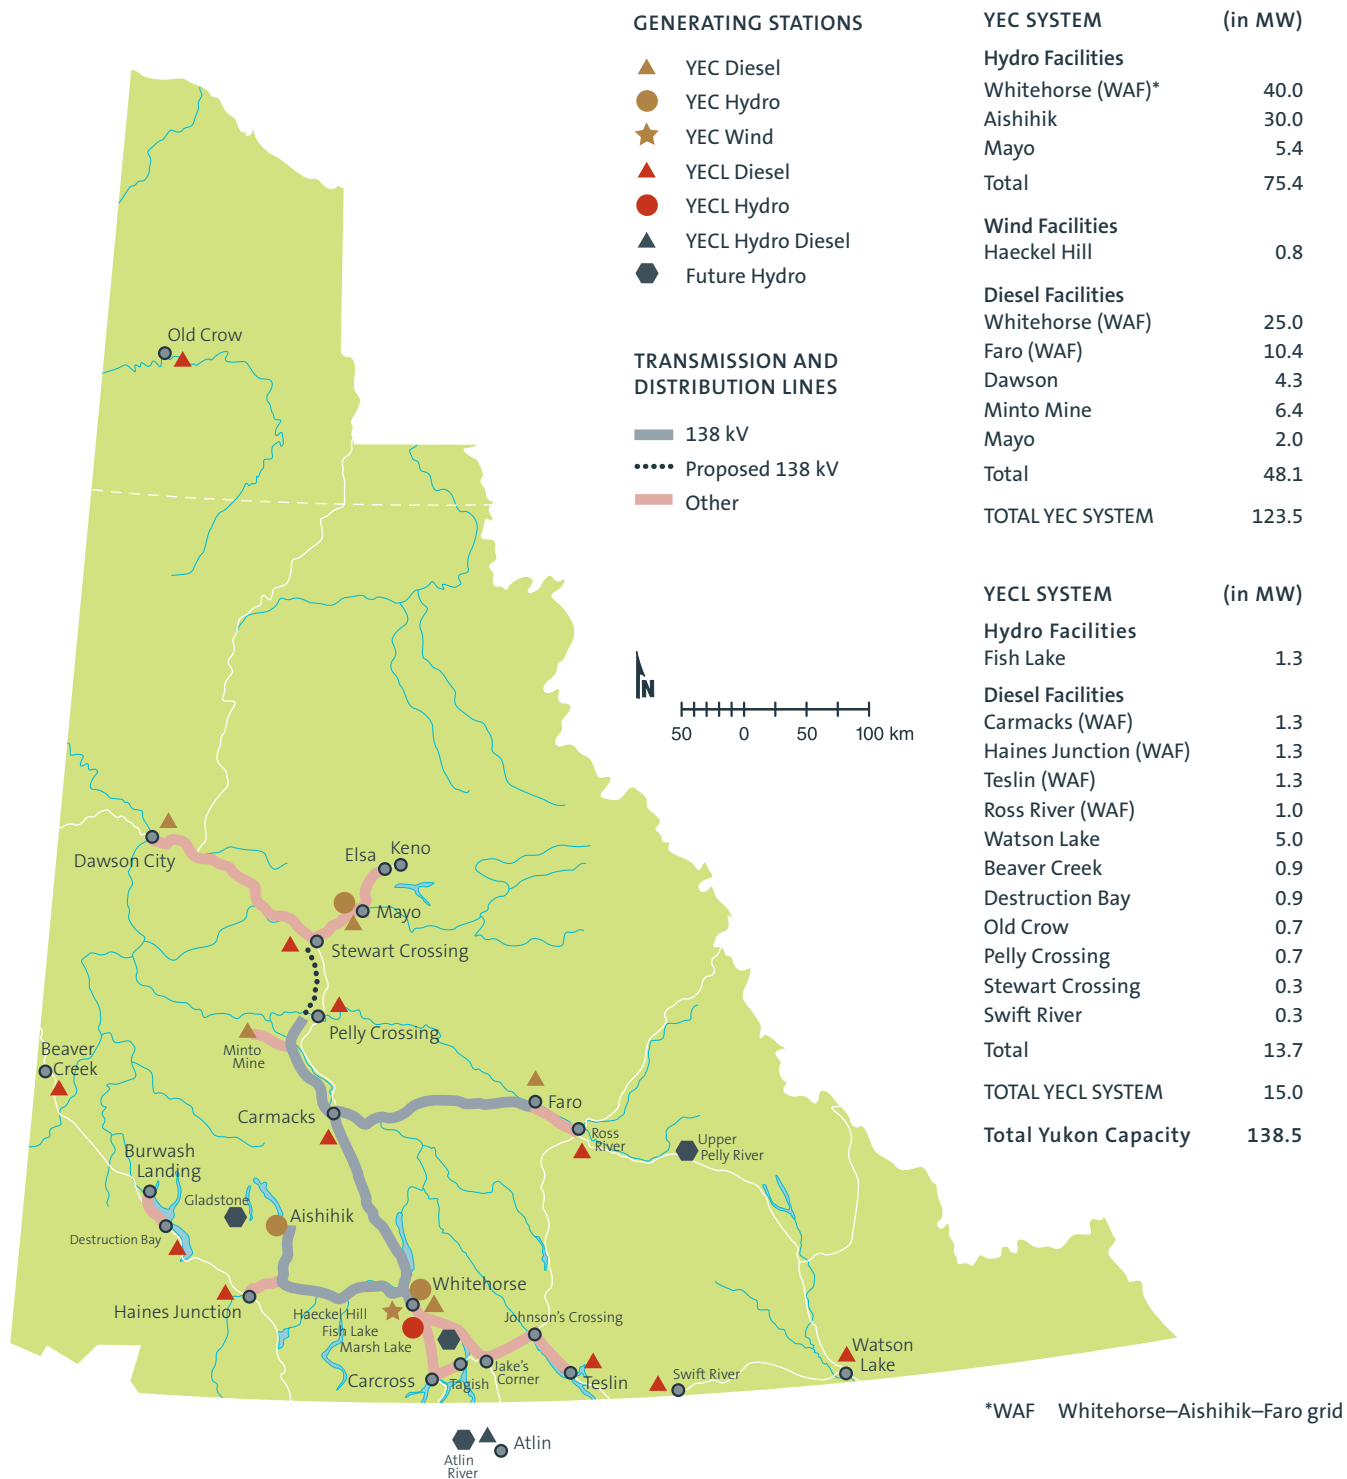 GENERATING STATIONS
YEC Diesel
YEC Hydro
YEC Wind
YECL Diesel
YECL Hydro
YECL Hydro Diesel
Future Hydro
TRANSMISSION AND
DISTRIBUTION LINES
138 kV
Proposed 138 kV
Other
N
50 0 50 100 km
YEC SYSTEM (in MW)
Hydro Facilities
Whitehorse (WAF)* 40.0
Aishihik 30.0
Mayo 5.4
Total 75.4
Wind Facilities
Haeckel Hill 0.8
Diesel Facilities
Whitehorse (WAF) 25.0
Faro (WAF) 10.4
Dawson 4.3
Minto Mine 6.4
Mayo 2.0
Total 48.1
TOTAL YEC SYSTEM 123.5
YECL SYSTEM (in MW)
Hydro Facilities
Fish Lake 1.3
Diesel Facilities
Carmacks (WAF) 1.3
Haines Junction (WAF) 1.3
Teslin (WAF) 1.3
Ross River (WAF) 1.0
Watson Lake 5.0
Beaver Creek 0.9
Destruction Bay 0.9
Old Crow 0.7
Pelly Crossing 0.7
Stewart Crossing 0.3
Swift River 0.3
Total 13.7
TOTAL YECL SYSTEM 15.0
Total Yukon Capacity 138.5
*WAF Whitehorse–Aishihik–Faro grid
Old Crow
Dawson City
Elsa
Keno
Mayo
Stewart Crossing
Pelly Crossing
Minto
Mine
Beaver
Creek
Carmacks
Faro
Ross
River
Upper
Pelly River
Burwash
Landing
Gladstone
Aishihik
Destruction Bay
Haines Junction
Whitehorse
Haeckel Hill
Fish Lake
Marsh Lake
Johnson's Crossing
Carcross
Tagish
Jake's
Corner
Teslin
Swift River
Watson
Lake
Atlin
Atlin
River